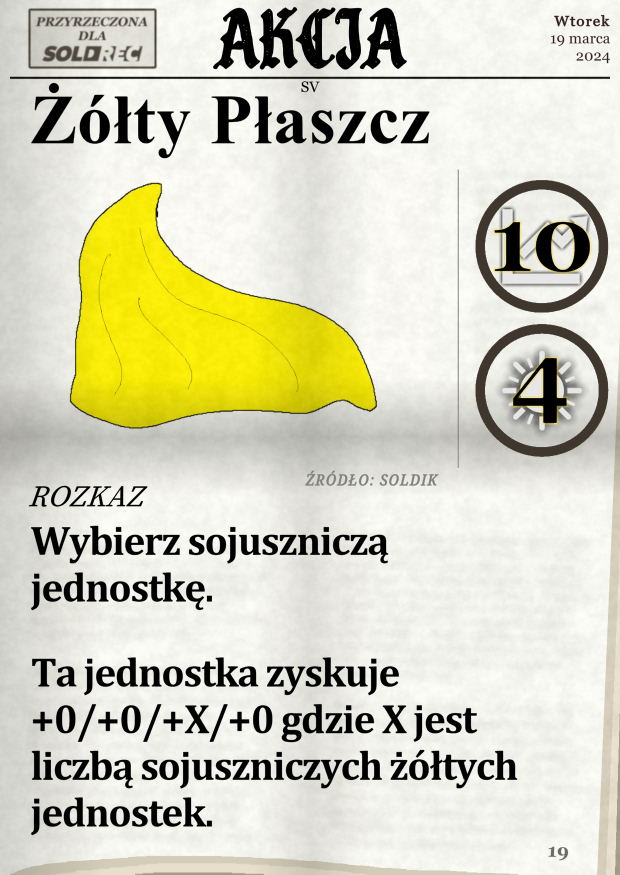 PRZYRZECZONA
DLA
SOLDREC
AKCJA
Wtorek
19 marca
2024
SV
Żółty Płaszcz
10
4
ŹRÓDŁO: SOLDIK
ROZKAZ
Wybierz sojuszniczą
jednostkę.
Ta jednostka zyskuje
+0/+0/+X/+0 gdzie X jest
liczbą sojuszniczych żółtych
jednostek.
19